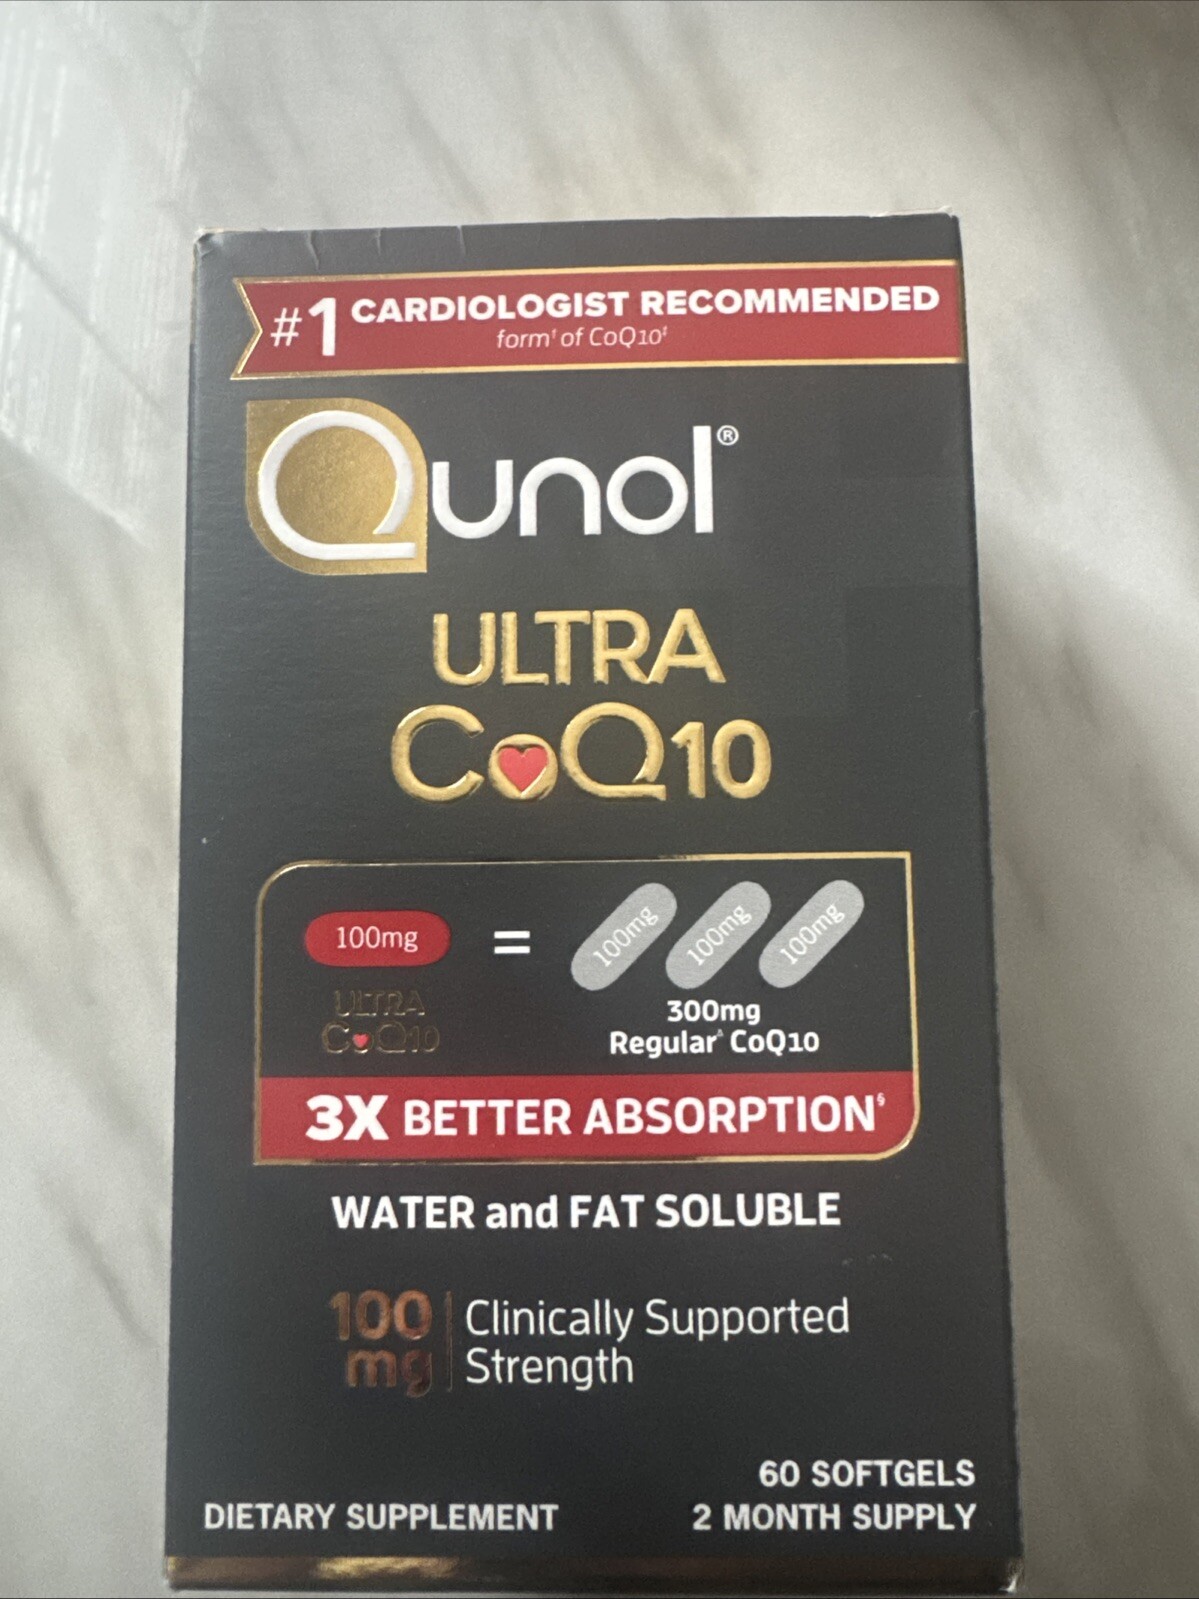 #1 CARDIOLOGIST RECOMMENDED
form† of CoQ10‡
Qunol®
ULTRA
CoQ10
100mg = 100mg 100mg 100mg
ULTRA
CoQ10
300mg
Regular^ CoQ10
3X BETTER ABSORPTION§
WATER and FAT SOLUBLE
100
mg
Clinically Supported
Strength
60 SOFTGELS
DIETARY SUPPLEMENT
2 MONTH SUPPLY